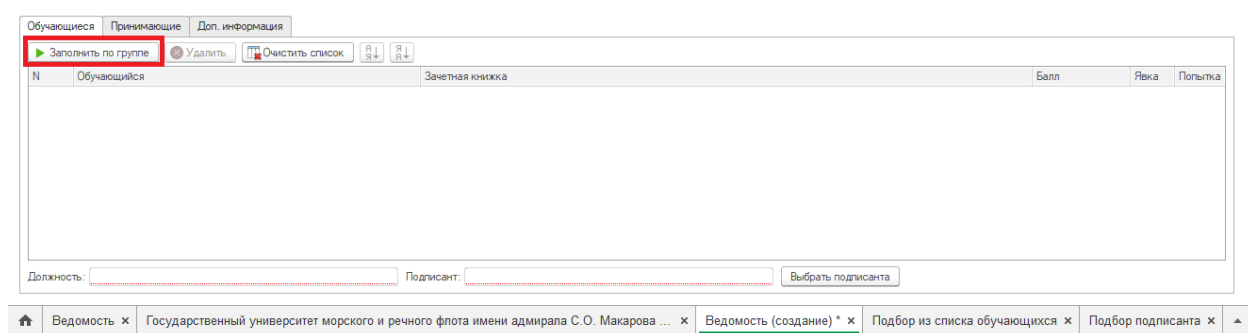 Обучающиеся Принимающие Доп. информация
Заполнить по группе Удалить Очистить список
N Обучающийся Зачетная книжка Балл Явка Попытка
Должность: Подписант: Выбрать подписанта
Ведомость × Государственный университет морского и речного флота имени адмирала С.О. Макарова ... × Ведомость (создание) * × Подбор из списка обучающихся × Подбор подписанта ×